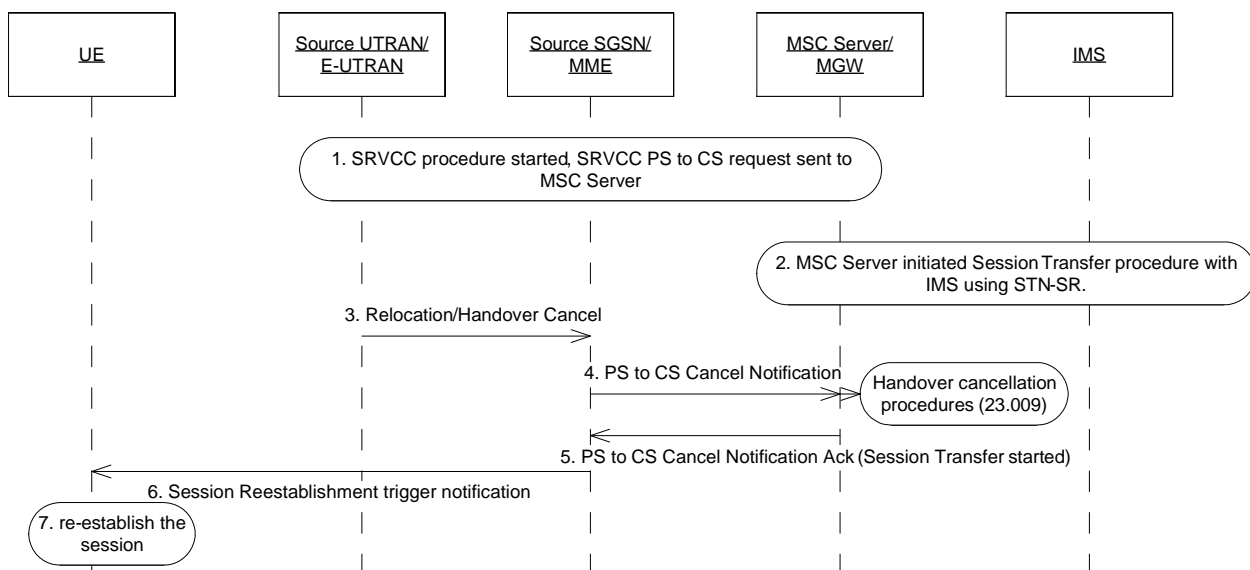 UE
Source UTRAN/
E-UTRAN
Source SGSN/
MME
MSC Server/
MGW
IMS
1. SRVCC procedure started, SRVCC PS to CS request sent to
MSC Server
2. MSC Server initiated Session Transfer procedure with
IMS using STN-SR.
3. Relocation/Handover Cancel
4. PS to CS Cancel Notification
Handover cancellation
procedures (23.009)
5. PS to CS Cancel Notification Ack (Session Transfer started)
6. Session Reestablishment trigger notification
7. re-establish the
session